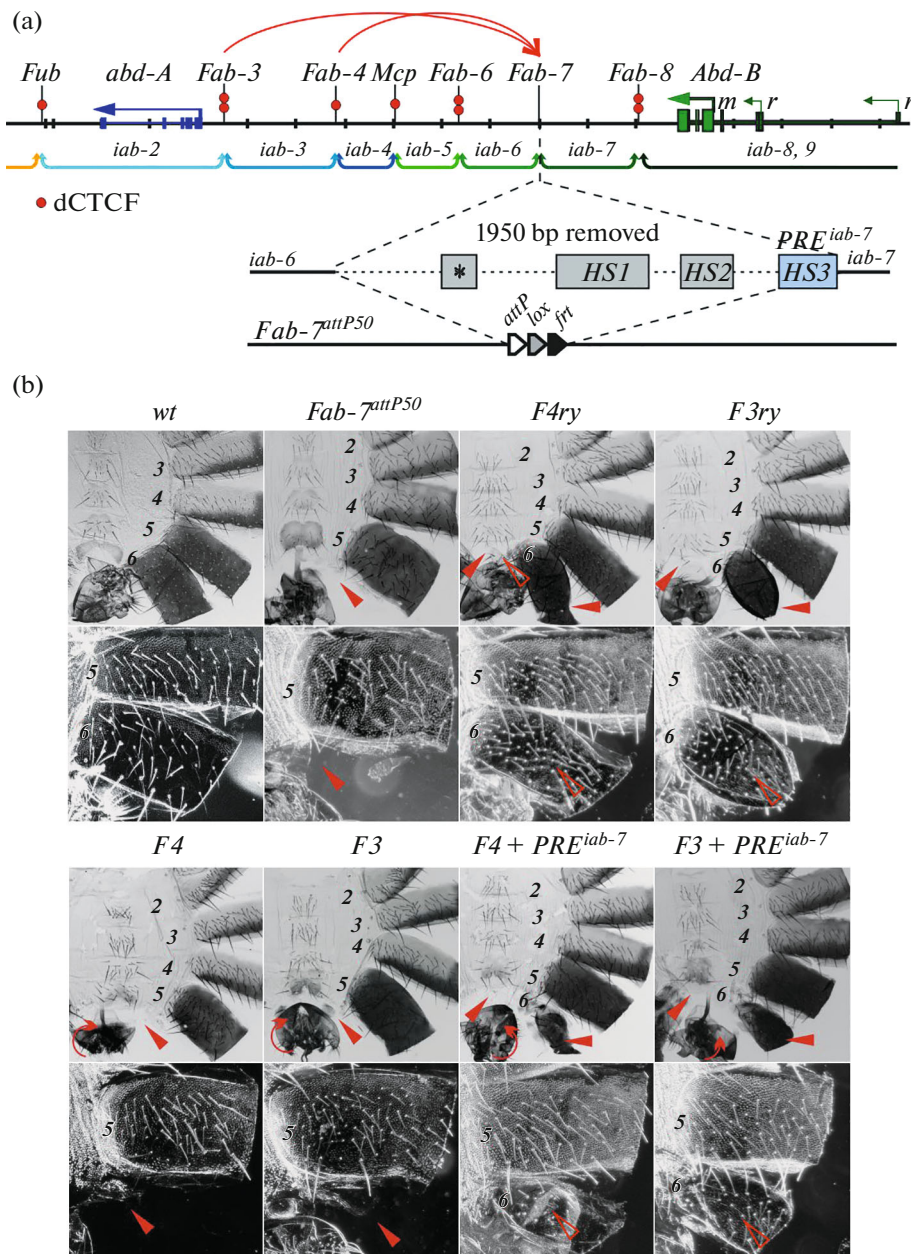 (a)
Fub abd-A Fab-3 Fab-4 Mcp Fab-6 Fab-7 Fab-8 Abd-B
m r r
iab-2 iab-3 iab-4 iab-5 iab-6 iab-7 iab-8, 9
dCTCF
1950 bp removed PRE iab-7
iab-6 * HS1 HS2 HS3 iab-7
attP lox frt
Fab-7 attP50
(b)
wt Fab-7 attP50 F4ry F3ry
3 4 5 6
2 3 4 5
2 3 4 5 6
2 3 4 5 6
5 6
5
5 6
5 6
F4 F3 F4 + PRE iab-7 F3 + PRE iab-7
2 3 4 5
2 3 4 5
2 3 4 5 6
2 3 4 5 6
5
5
5 6
5 6